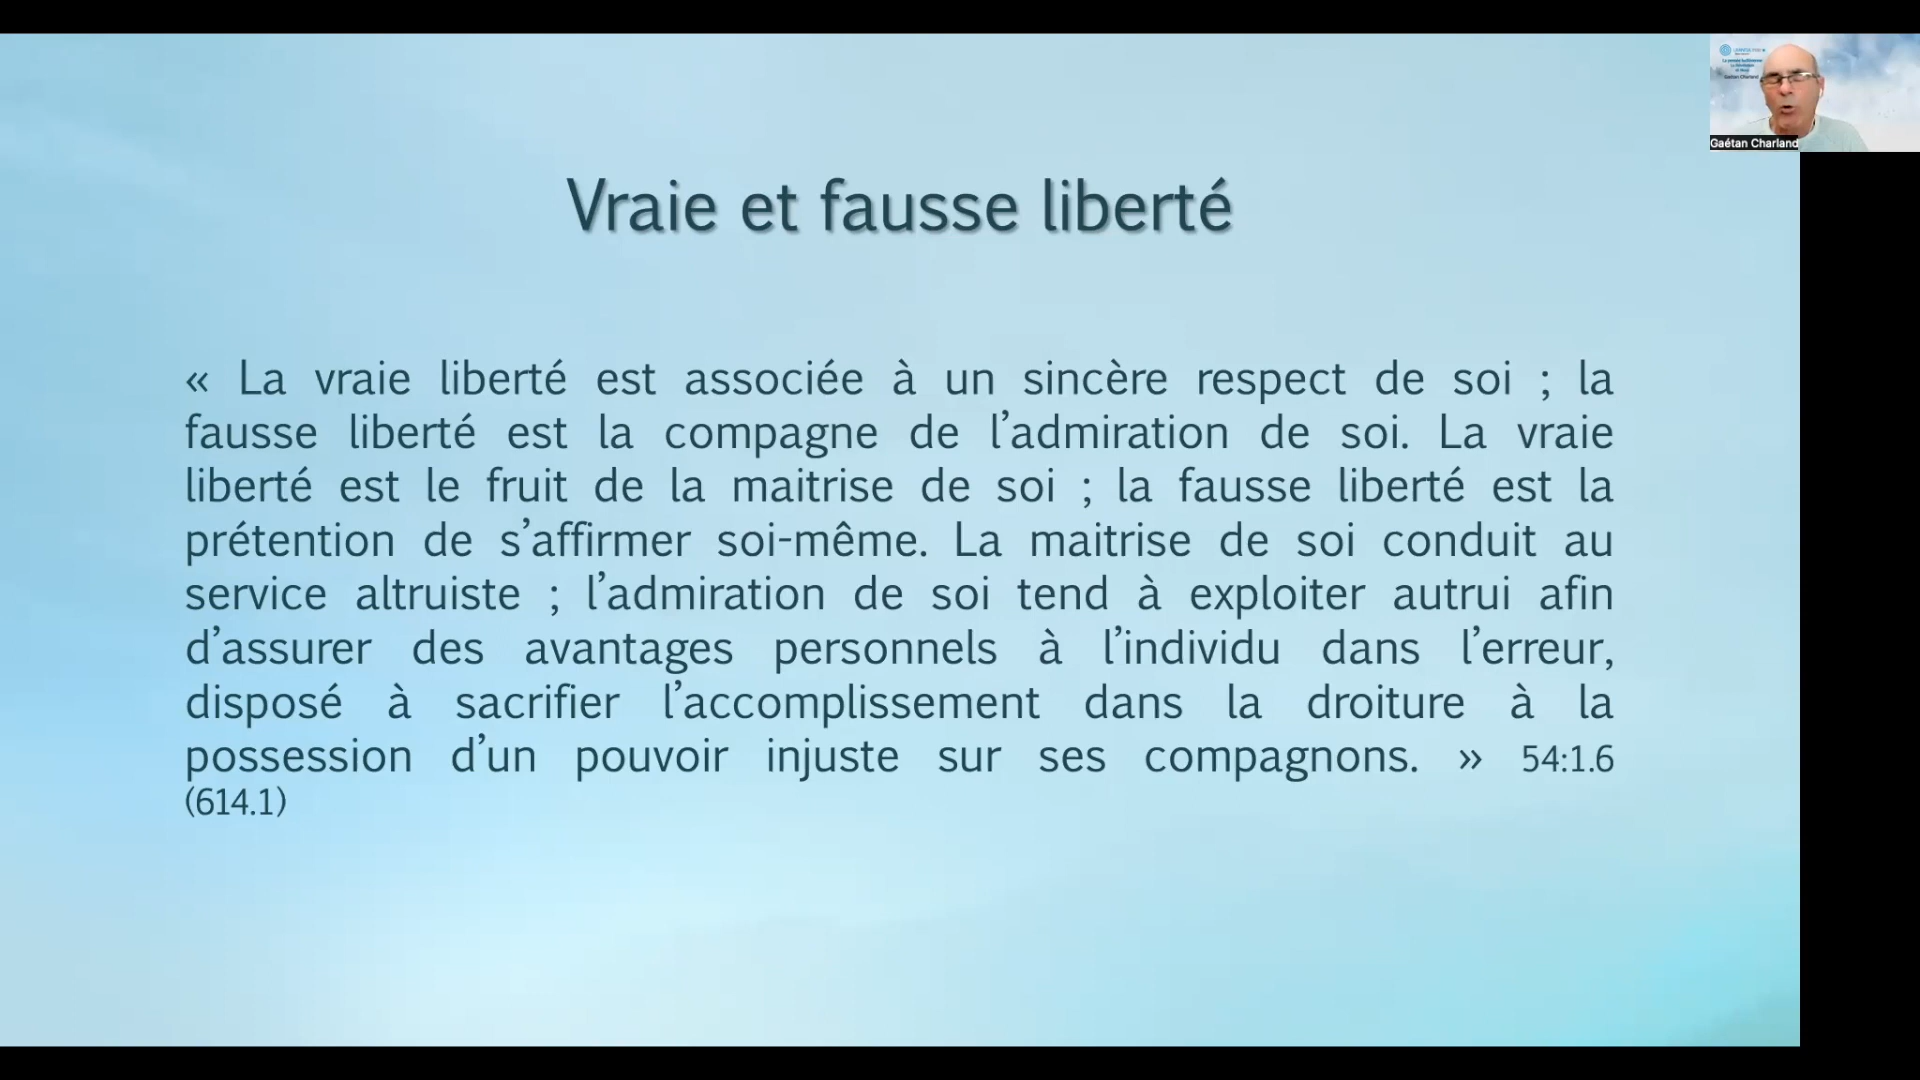 Gaétan Charland
Vraie et fausse liberté
« La vraie liberté est associée à un sincère respect de soi ; la
fausse liberté est la compagne de l’admiration de soi. La vraie
liberté est le fruit de la maitrise de soi ; la fausse liberté est la
prétention de s’affirmer soi-même. La maitrise de soi conduit au
service altruiste ; l’admiration de soi tend à exploiter autrui afin
d’assurer des avantages personnels à l’individu dans l’erreur,
disposé à sacrifier l’accomplissement dans la droiture à la
possession d’un pouvoir injuste sur ses compagnons. » 54:1.6
(614.1)